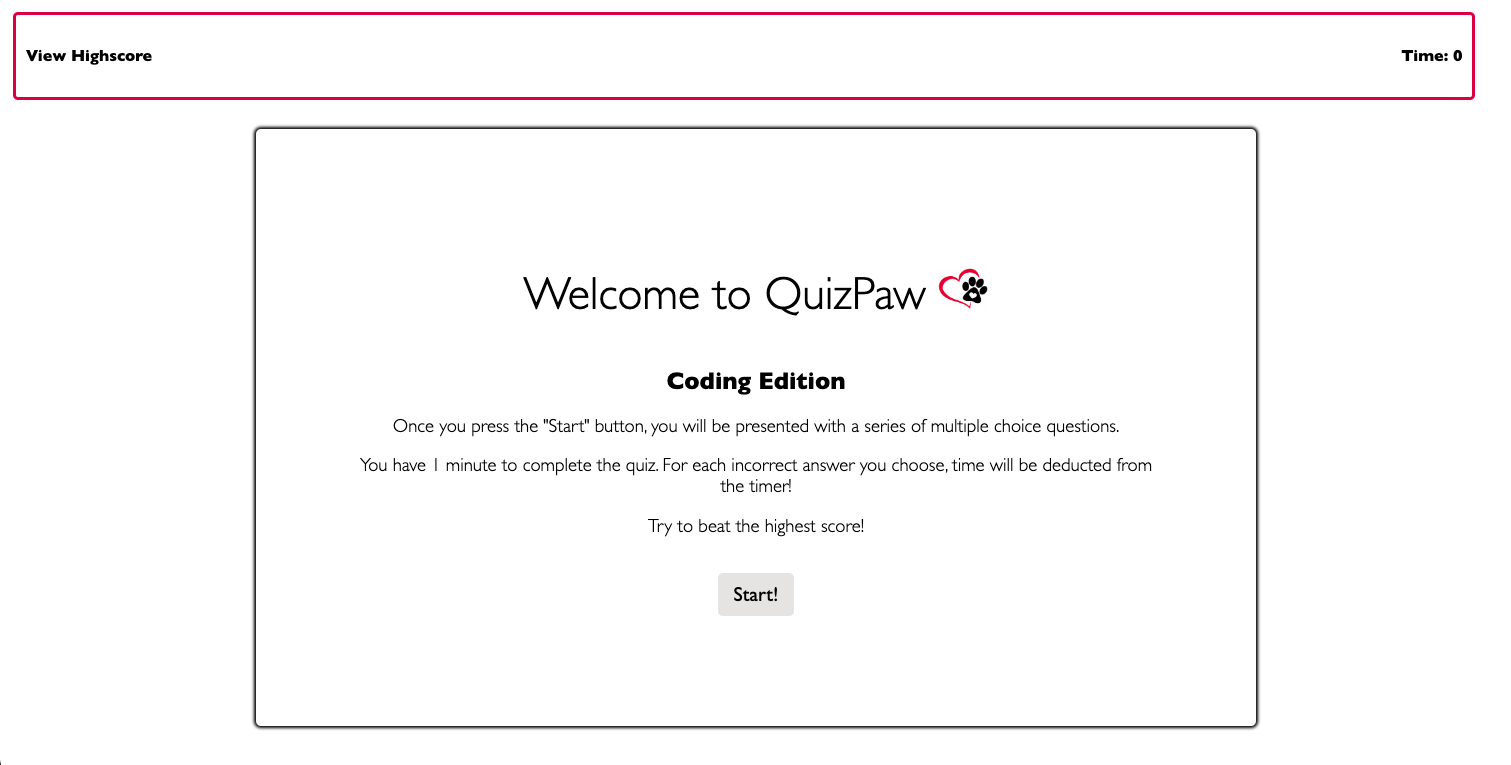 View Highscore
Time: 0
Welcome to QuizPaw
Coding Edition
Once you press the "Start" button, you will be presented with a series of multiple choice questions.
You have 1 minute to complete the quiz. For each incorrect answer you choose, time will be deducted from
the timer!
Try to beat the highest score!
Start!